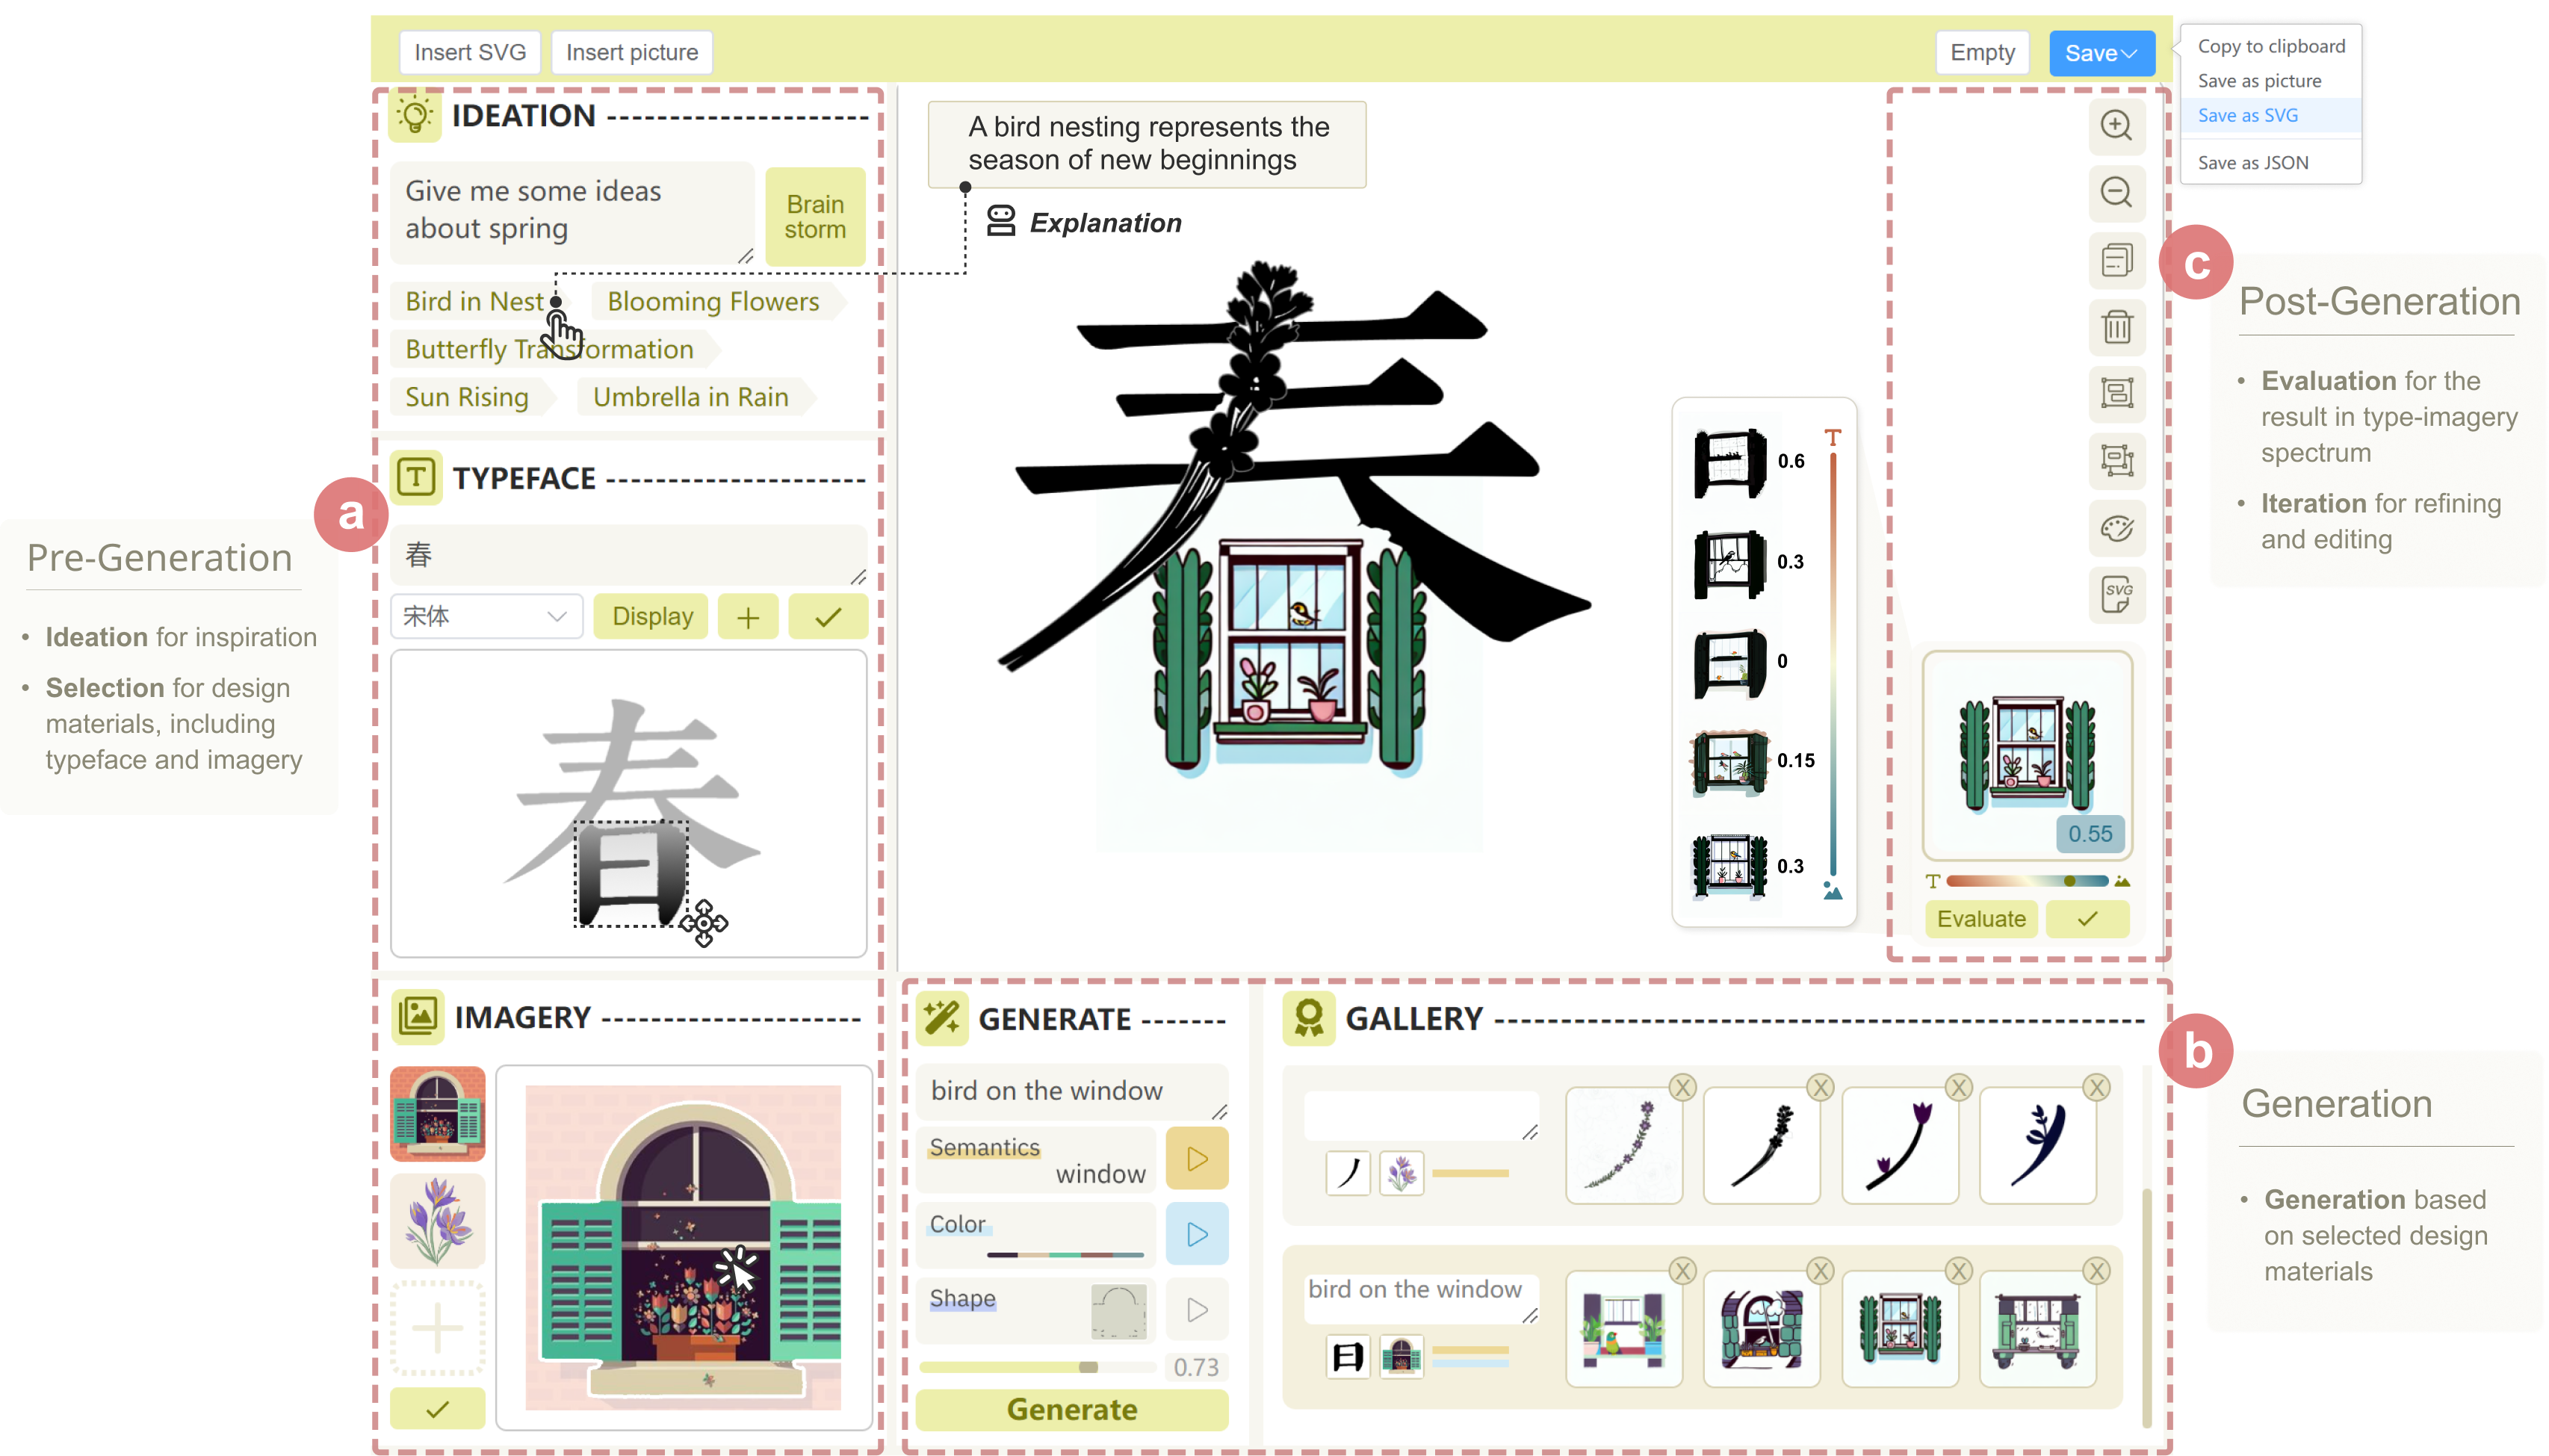 Insert SVG
Insert picture
Empty
Save
Copy to clipboard
Save as picture
Save as SVG
Save as JSON
IDEATION
Give me some ideas
about spring
Brain
storm
Bird in Nest
Blooming Flowers
Butterfly Transformation
Sun Rising
Umbrella in Rain
A bird nesting represents the
season of new beginnings
Explanation
TYPEFACE
春
宋体
Display
春
IMAGERY
a
Pre-Generation
• Ideation for inspiration
• Selection for design
materials, including
typeface and imagery
春
T
0.6
0.3
0
0.15
0.3
SVG
0.55
T
Evaluate
c
Post-Generation
• Evaluation for the
result in type-imagery
spectrum
• Iteration for refining
and editing
GENERATE
bird on the window
Semantics
window
Color
Shape
0.73
Generate
GALLERY
X X X X
bird on the window
日
X X X X
b
Generation
• Generation based
on selected design
materials